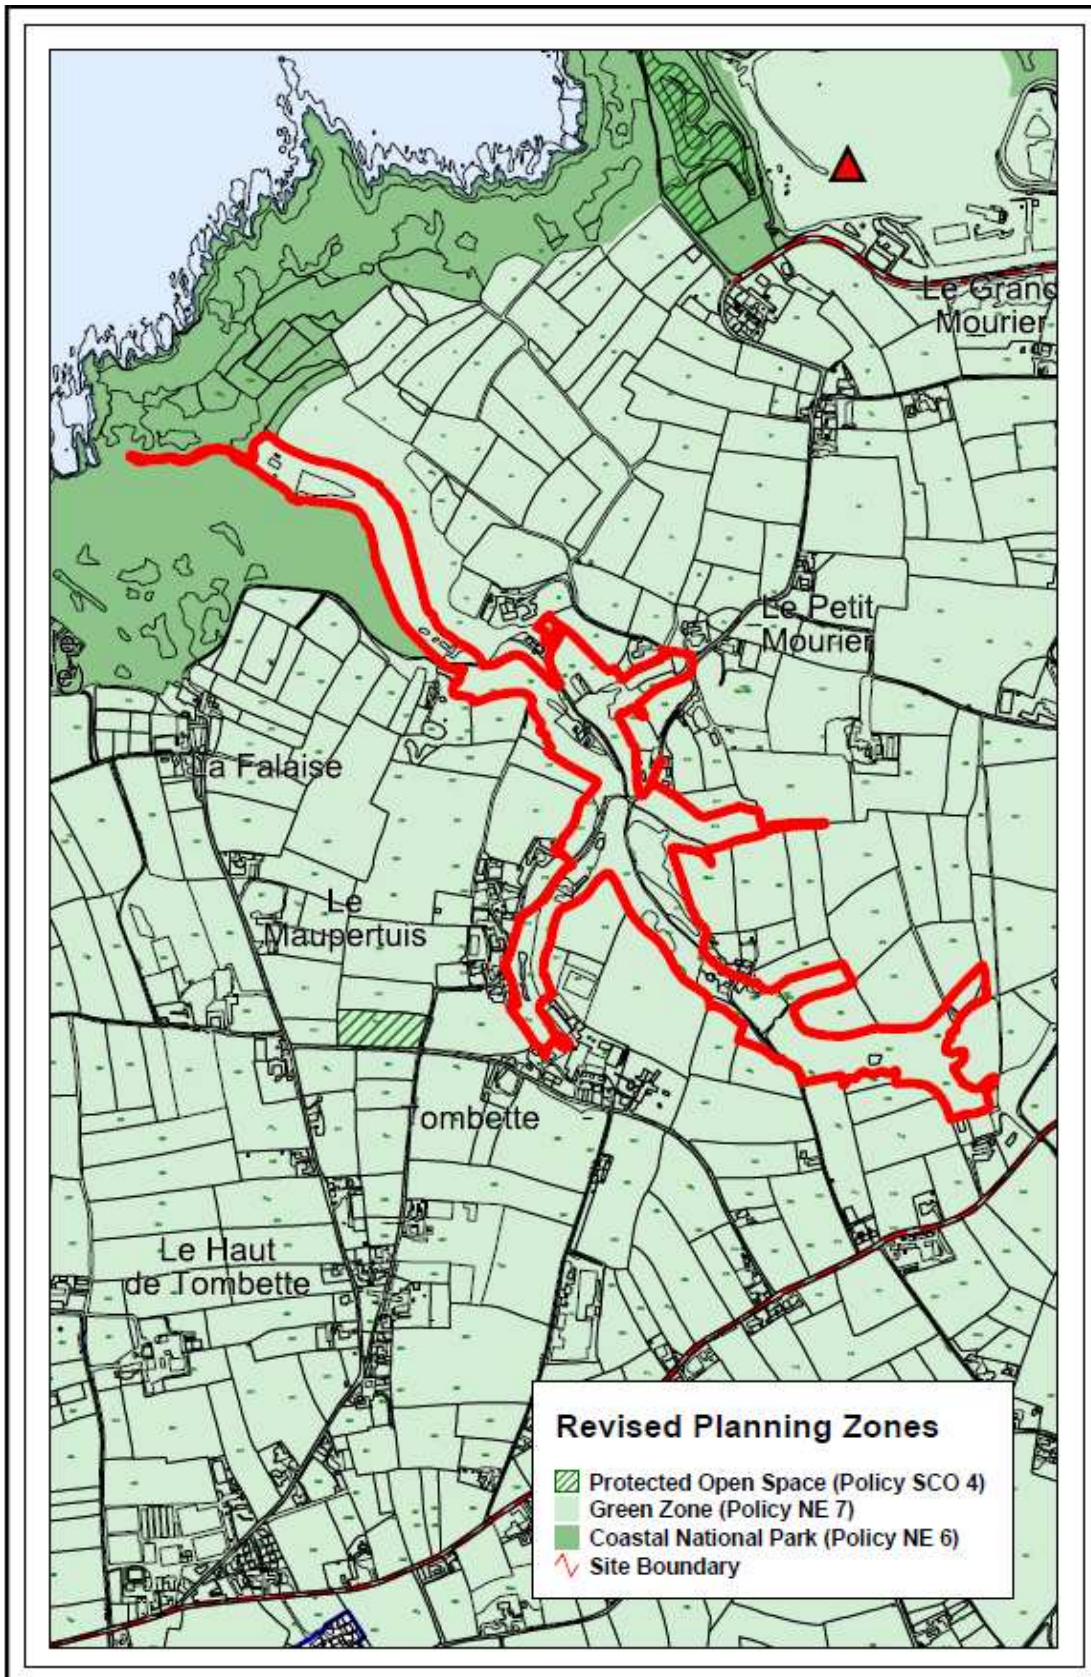 Le Grand
Mourier
Le Petit
Mourier
La Falaise
Le
Maupertuis
Tombette
Le Haut
de Tombette
Revised Planning Zones
Protected Open Space (Policy SCO 4)
Green Zone (Policy NE 7)
Coastal National Park (Policy NE 6)
Site Boundary